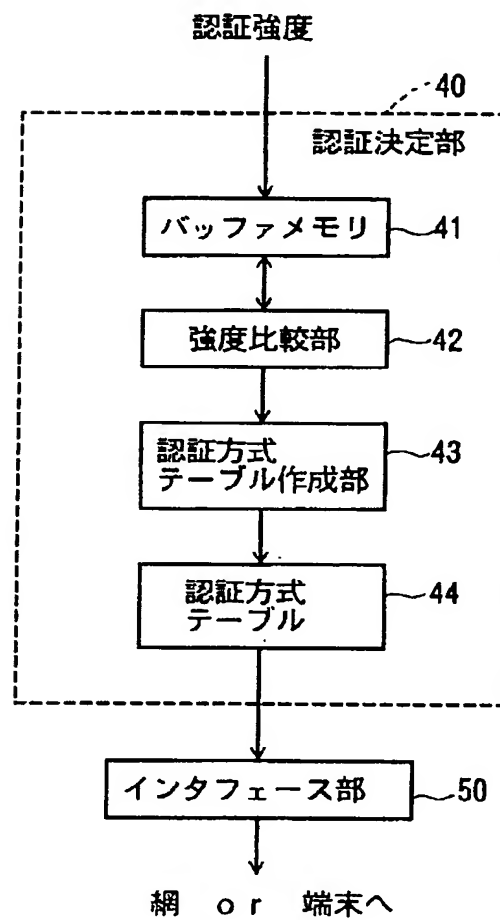 認証強度
40
認証決定部
バッファメモリ 41
強度比較部 42
認証方式
テーブル作成部 43
認証方式
テーブル 44
インタフェース部 50
網 or 端末へ